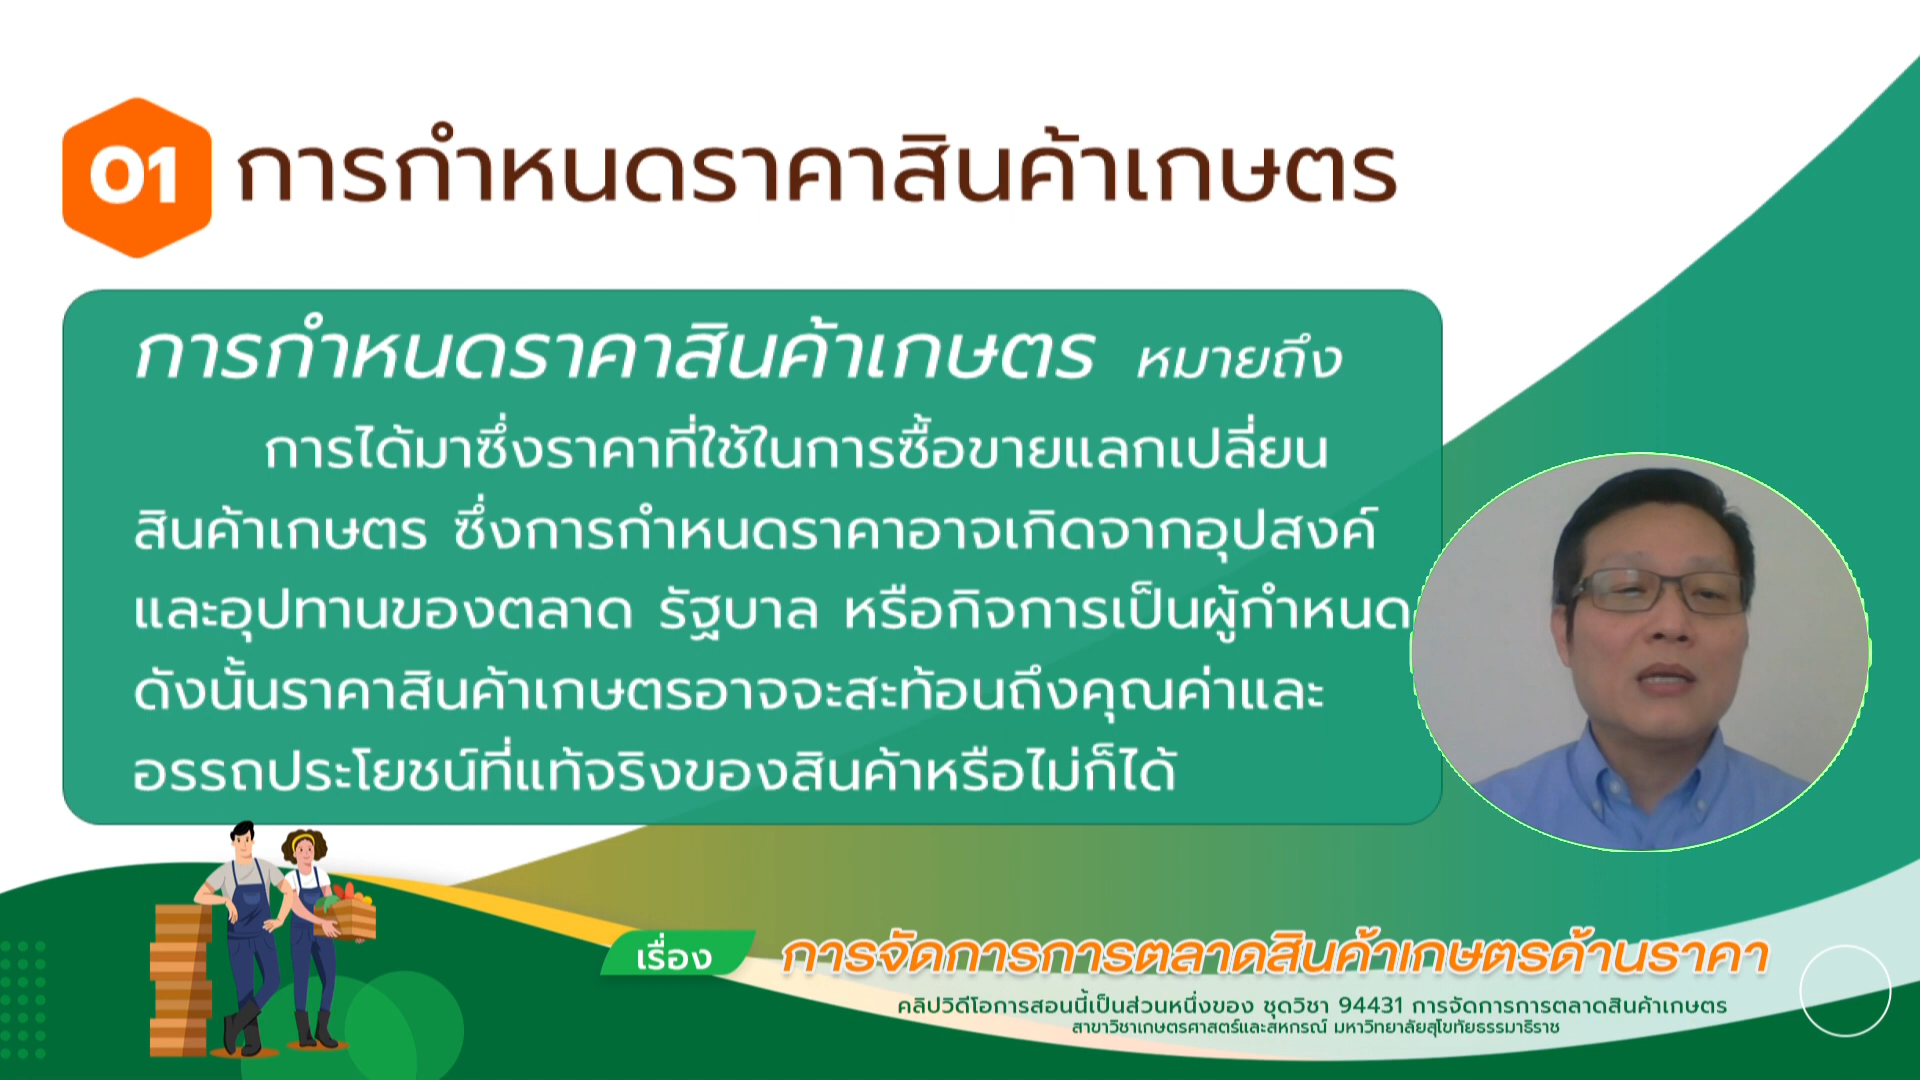 01 การกำหนดราคาสินค้าเกษตร
การกำหนดราคาสินค้าเกษตร หมายถึง
การได้มาซึ่งราคาที่ใช้ในการซื้อขายแลกเปลี่ยน
สินค้าเกษตร ซึ่งการกำหนดราคาอาจเกิดจากอุปสงค์
และอุปทานของตลาด รัฐบาล หรือกิจการเป็นผู้กำหนด
ดังนั้นราคาสินค้าเกษตรอาจจะสะท้อนถึงคุณค่าและ
อรรถประโยชน์ที่แท้จริงของสินค้าหรือไม่ก็ได้
เรื่อง การจัดการการตลาดสินค้าเกษตรด้านราคา
คลิปวิดีโอการสอนนี้เป็นส่วนหนึ่งของ ชุดวิชา 94431 การจัดการการตลาดสินค้าเกษตร
สาขาวิชาเกษตรศาสตร์และสหกรณ์ มหาวิทยาลัยสุโขทัยธรรมาธิราช